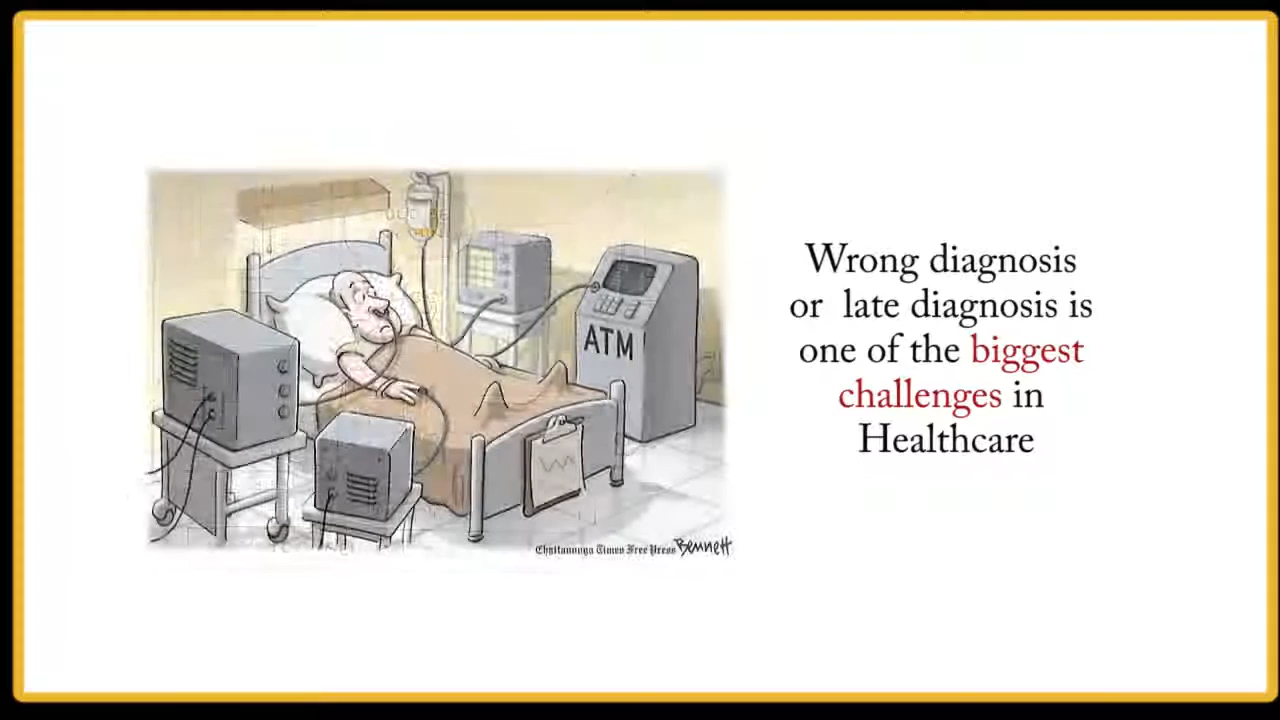 ATM
Chattanooga Times Free Press Bennett
Wrong diagnosis
or late diagnosis is
one of the biggest
challenges in
Healthcare